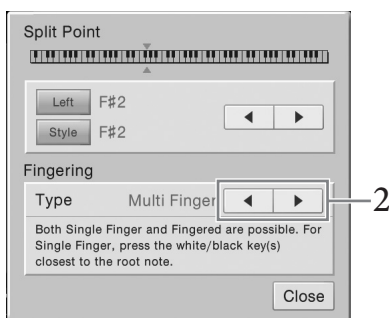 Split Point
Left F♯2
Style F♯2
Fingering
Type Multi Finger
2
Both Single Finger and Fingered are possible. For
Single Finger, press the white/black key(s)
closest to the root note.
Close